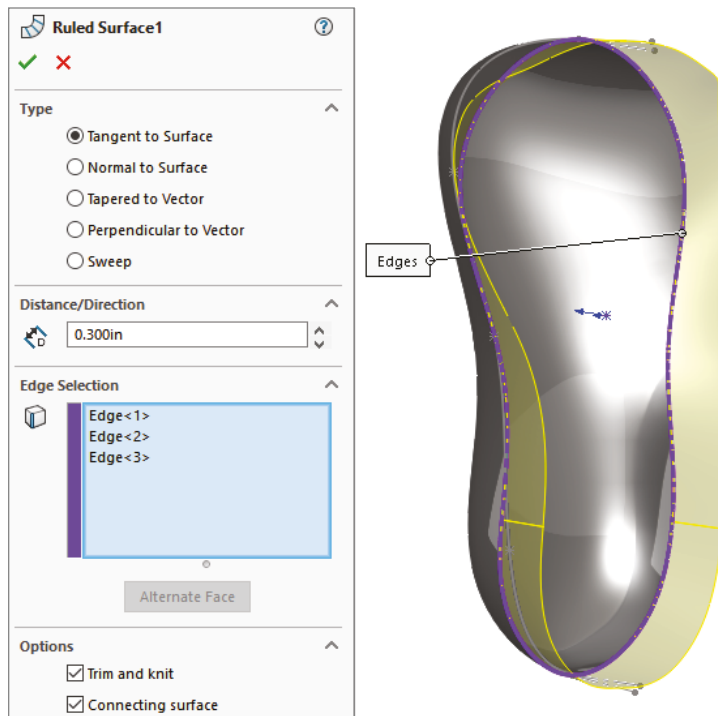 Ruled Surface1
Type
Tangent to Surface
Normal to Surface
Tapered to Vector
Perpendicular to Vector
Sweep
Distance/Direction
D
0.300in
Edge Selection
Edge<1>
Edge<2>
Edge<3>
Alternate Face
Options
Trim and knit
Connecting surface
Edges